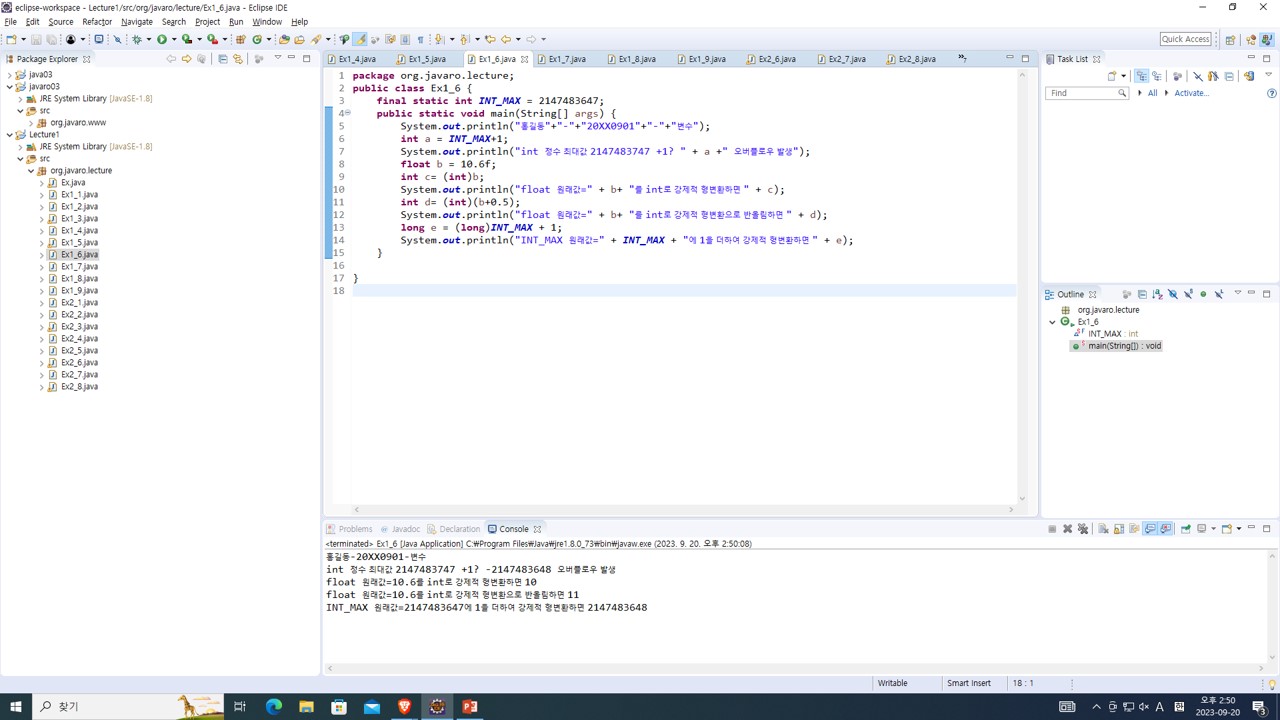 eclipse-workspace - Lecture1/src/org/javaro/lecture/Ex1_6.java - Eclipse IDE
File Edit Source Refactor Navigate Search Project Run Window Help
Quick Access
Package Explorer
java03
javaro03
JRE System Library [JavaSE-1.8]
src
org.javaro.www
Lecture1
JRE System Library [JavaSE-1.8]
src
org.javaro.lecture
Ex.java
Ex1_1.java
Ex1_2.java
Ex1_3.java
Ex1_4.java
Ex1_5.java
Ex1_6.java
Ex1_7.java
Ex1_8.java
Ex1_9.java
Ex2_1.java
Ex2_2.java
Ex2_3.java
Ex2_4.java
Ex2_5.java
Ex2_6.java
Ex2_7.java
Ex2_8.java
Ex1_4.java Ex1_5.java Ex1_6.java Ex1_7.java Ex1_8.java Ex1_9.java Ex2_6.java Ex2_7.java Ex2_8.java
1 package org.javaro.lecture;
2 public class Ex1_6 {
3 final static int INT_MAX = 2147483647;
4 public static void main(String[] args) {
5 System.out.println("홍길동"+"-"+"20XX0901"+"-"+"변수");
6 int a = INT_MAX+1;
7 System.out.println("int 정수 최대값 2147483747 +1? " + a +" 오버플로우 발생");
8 float b = 10.6f;
9 int c= (int)b;
10 System.out.println("float 원래값=" + b+ "를 int로 강제적 형변환하면 " + c);
11 int d= (int)(b+0.5);
12 System.out.println("float 원래값=" + b+ "를 int로 강제적 형변환으로 반올림하면 " + d);
13 long e = (long)INT_MAX + 1;
14 System.out.println("INT_MAX 원래값=" + INT_MAX + "에 1을 더하여 강제적 형변환하면 " + e);
15 }
16
17 }
18
Task List
Find All Activate...
Outline
org.javaro.lecture
Ex1_6
INT_MAX : int
main(String[]) : void
Problems Javadoc Declaration Console
<terminated> Ex1_6 [Java Application] C:₩Program Files₩Java₩jre1.8.0_73₩bin₩javaw.exe (2023. 9. 20. 오후 2:50:08)
홍길동-20XX0901-변수
int 정수 최대값 2147483747 +1? -2147483648 오버플로우 발생
float 원래값=10.6를 int로 강제적 형변환하면 10
float 원래값=10.6를 int로 강제적 형변환으로 반올림하면 11
INT_MAX 원래값=2147483647에 1을 더하여 강제적 형변환하면 2147483648
Writable Smart Insert 18 : 1
찾기
A
오후 2:50
2023-09-20
3